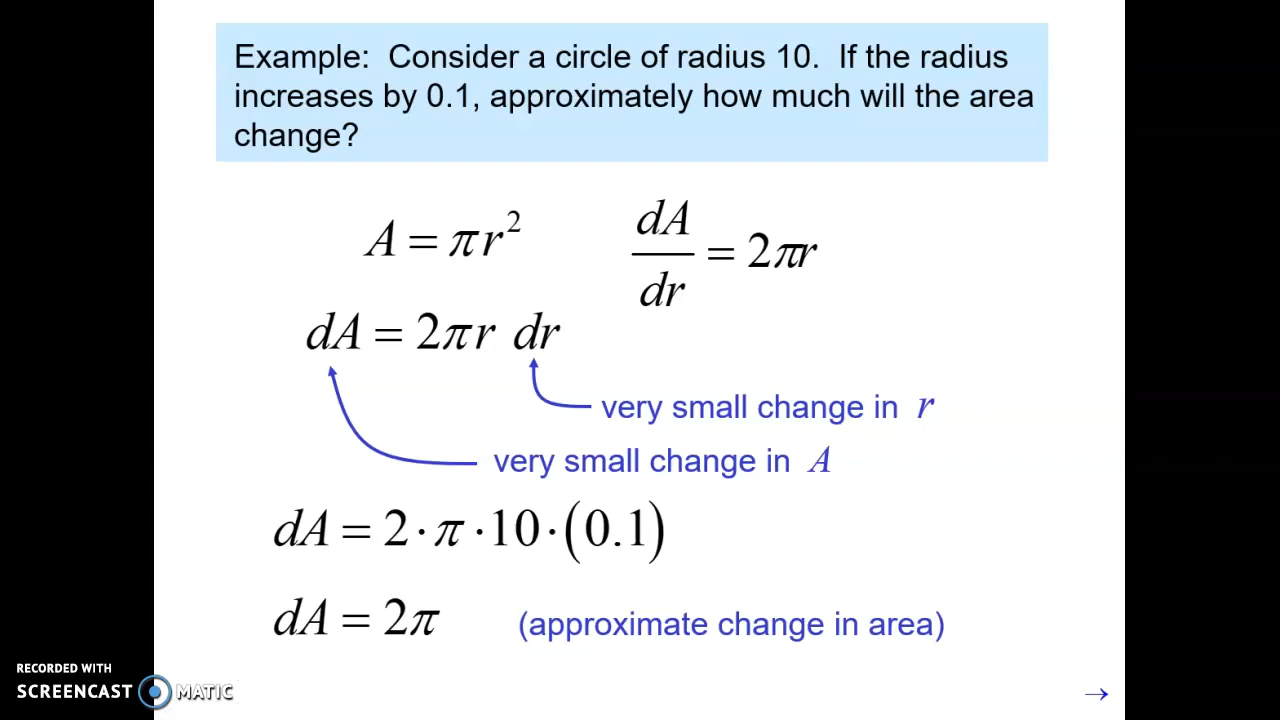 Example: Consider a circle of radius 10. If the radius
increases by 0.1, approximately how much will the area
change?
A = πr² dA/dr = 2πr
dA = 2πr dr
very small change in r
very small change in A
dA = 2·π·10·(0.1)
dA = 2π (approximate change in area)
RECORDED WITH
SCREENCAST MATIC
→